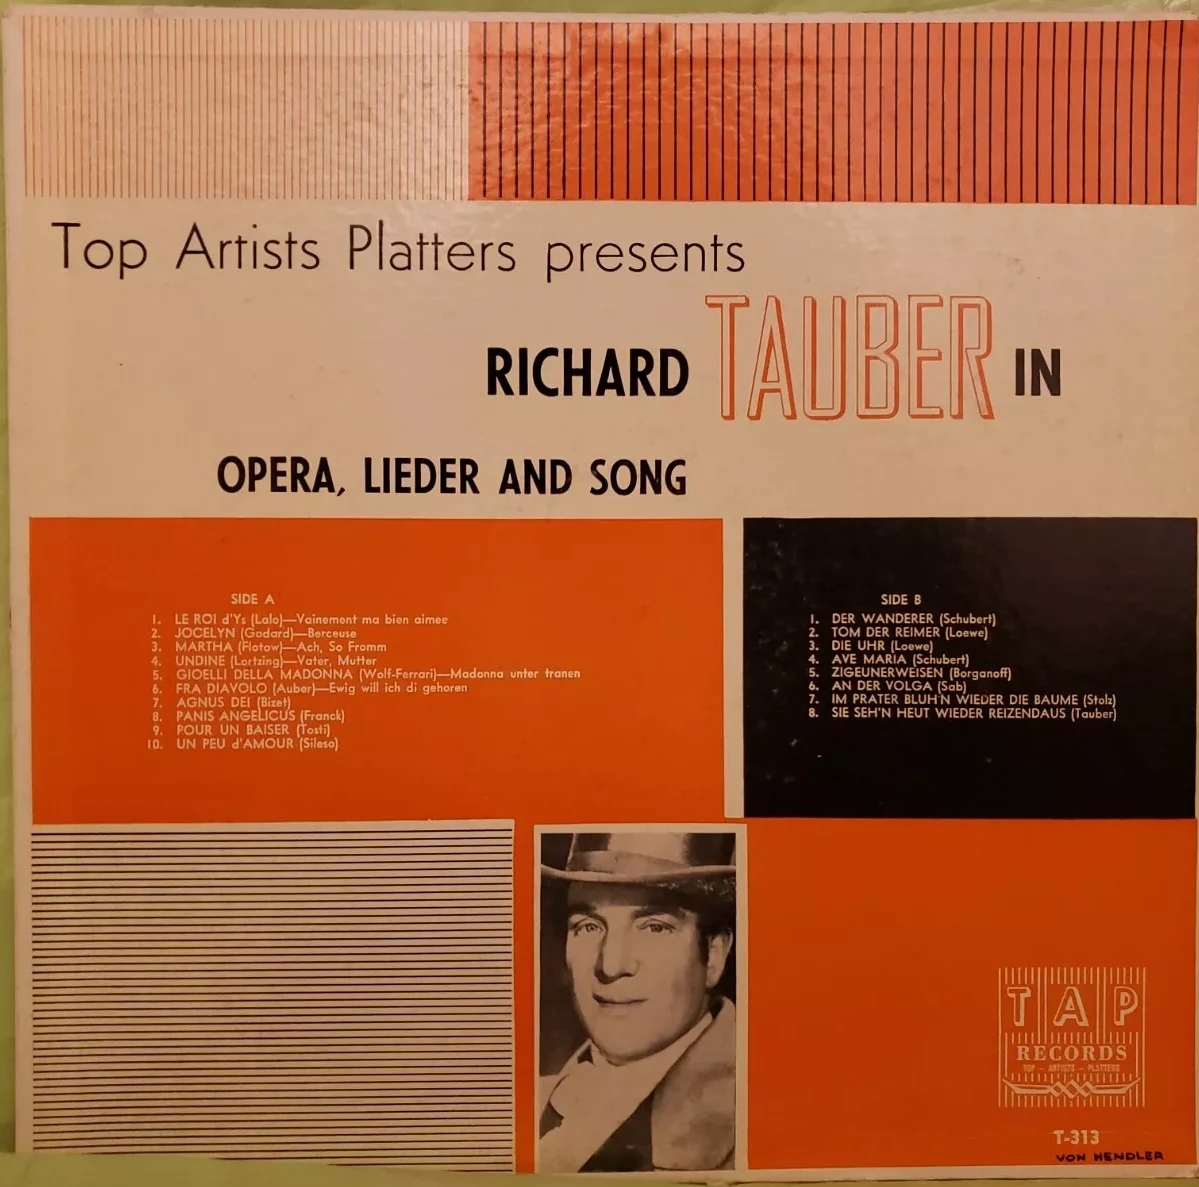 Top Artists Platters presents
RICHARD TAUBER IN
OPERA, LIEDER AND SONG
SIDE A
1. LE ROI d'Ys (Lalo)—Vainement ma bien aimee
2. JOCELYN (Godard)—Berceuse
3. MARTHA (Flotow)—Ach, So Fromm
4. UNDINE (Lortzing)—Vater, Mutter
5. GIOELLI DELLA MADONNA (Wolf-Ferrari)—Madonna unter tranen
6. FRA DIAVOLO (Auber)—Ewig will ich di gehoren
7. AGNUS DEI (Bizet)
8. PANIS ANGELICUS (Franck)
9. POUR UN BAISER (Tosti)
10. UN PEU d'AMOUR (Sileso)
SIDE B
1. DER WANDERER (Schubert)
2. TOM DER REIMER (Loewe)
3. DIE UHR (Loewe)
4. AVE MARIA (Schubert)
5. ZIGEUNERWEISEN (Borganoff)
6. AN DER VOLGA (Sab)
7. IM PRATER BLUH'N WIEDER DIE BAUME (Stolz)
8. SIE SEH'N HEUT WIEDER REIZENDAUS (Tauber)
TAP
RECORDS
TOP - ARTISTS - PLATTERS
T-313
VON HENDLER